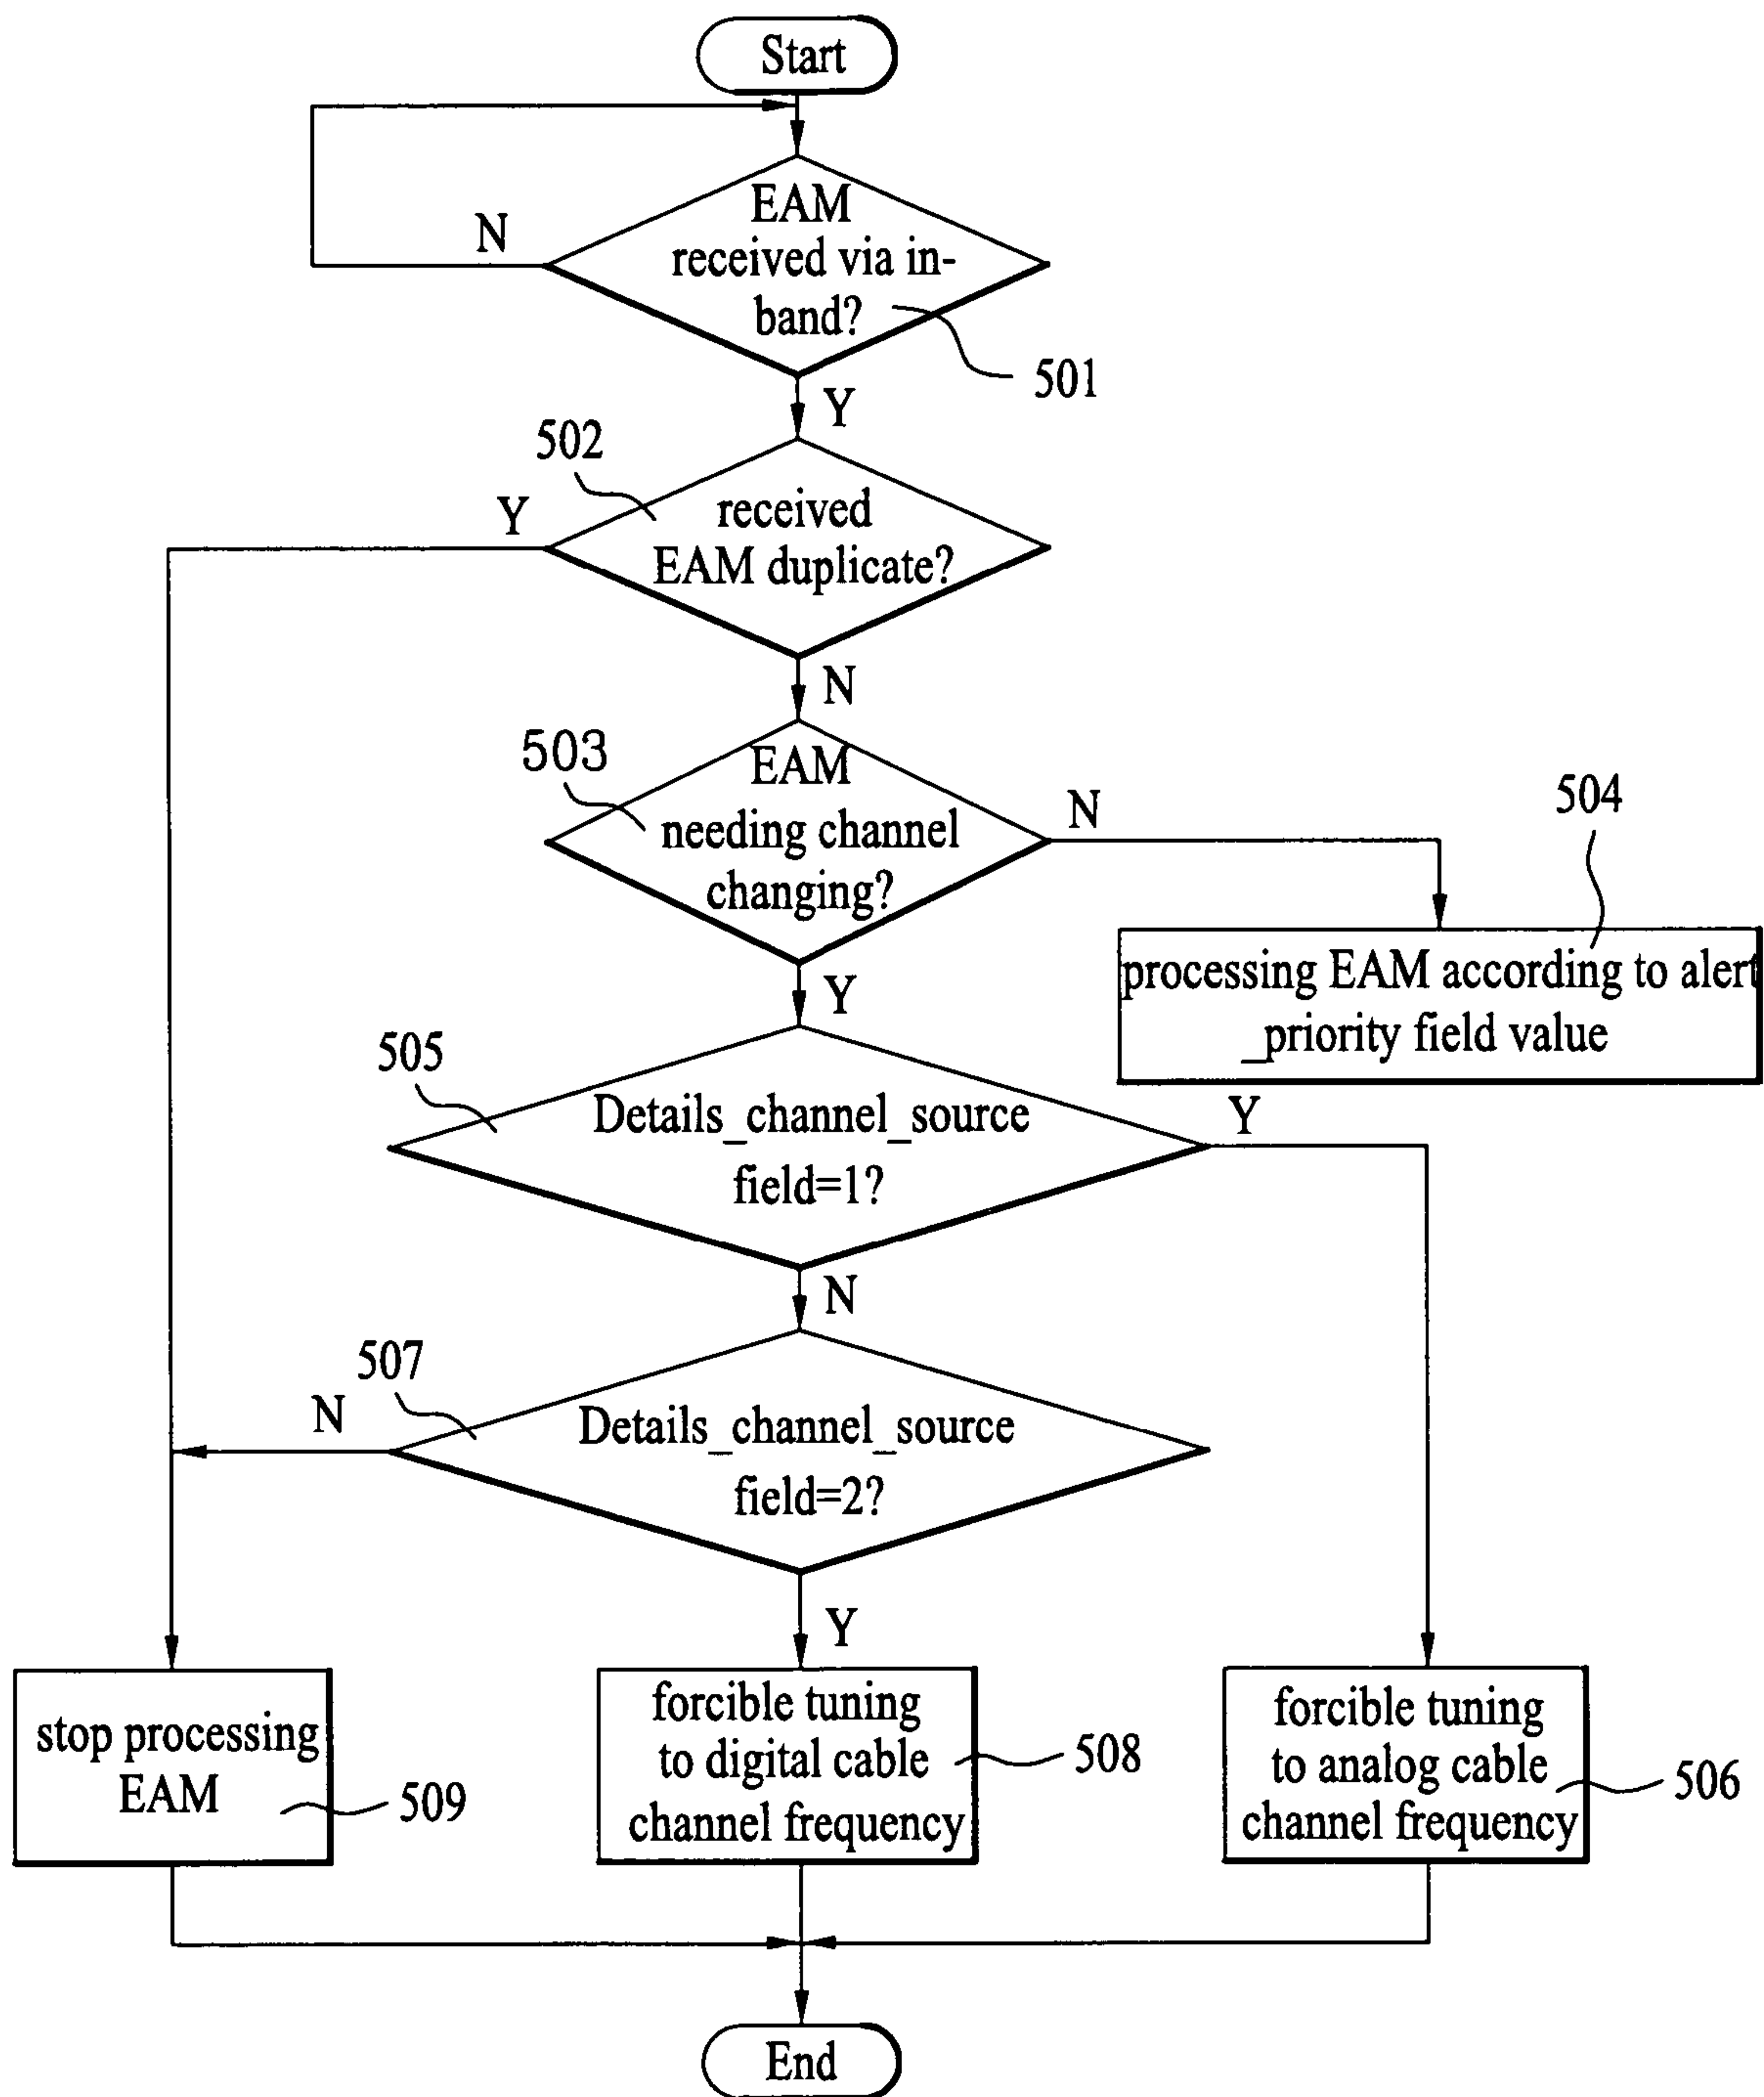 Start
EAM
received via in-
band?
N
501
Y
502
Y
received
EAM duplicate?
N
503
EAM
needing channel
changing?
N
504
processing EAM according to alert
_priority field value
Y
505
Details_channel_source
field=1?
Y
N
507
N
Details_channel_source
field=2?
Y
stop processing
EAM
509
forcible tuning
to digital cable
channel frequency
508
forcible tuning
to analog cable
channel frequency
506
End